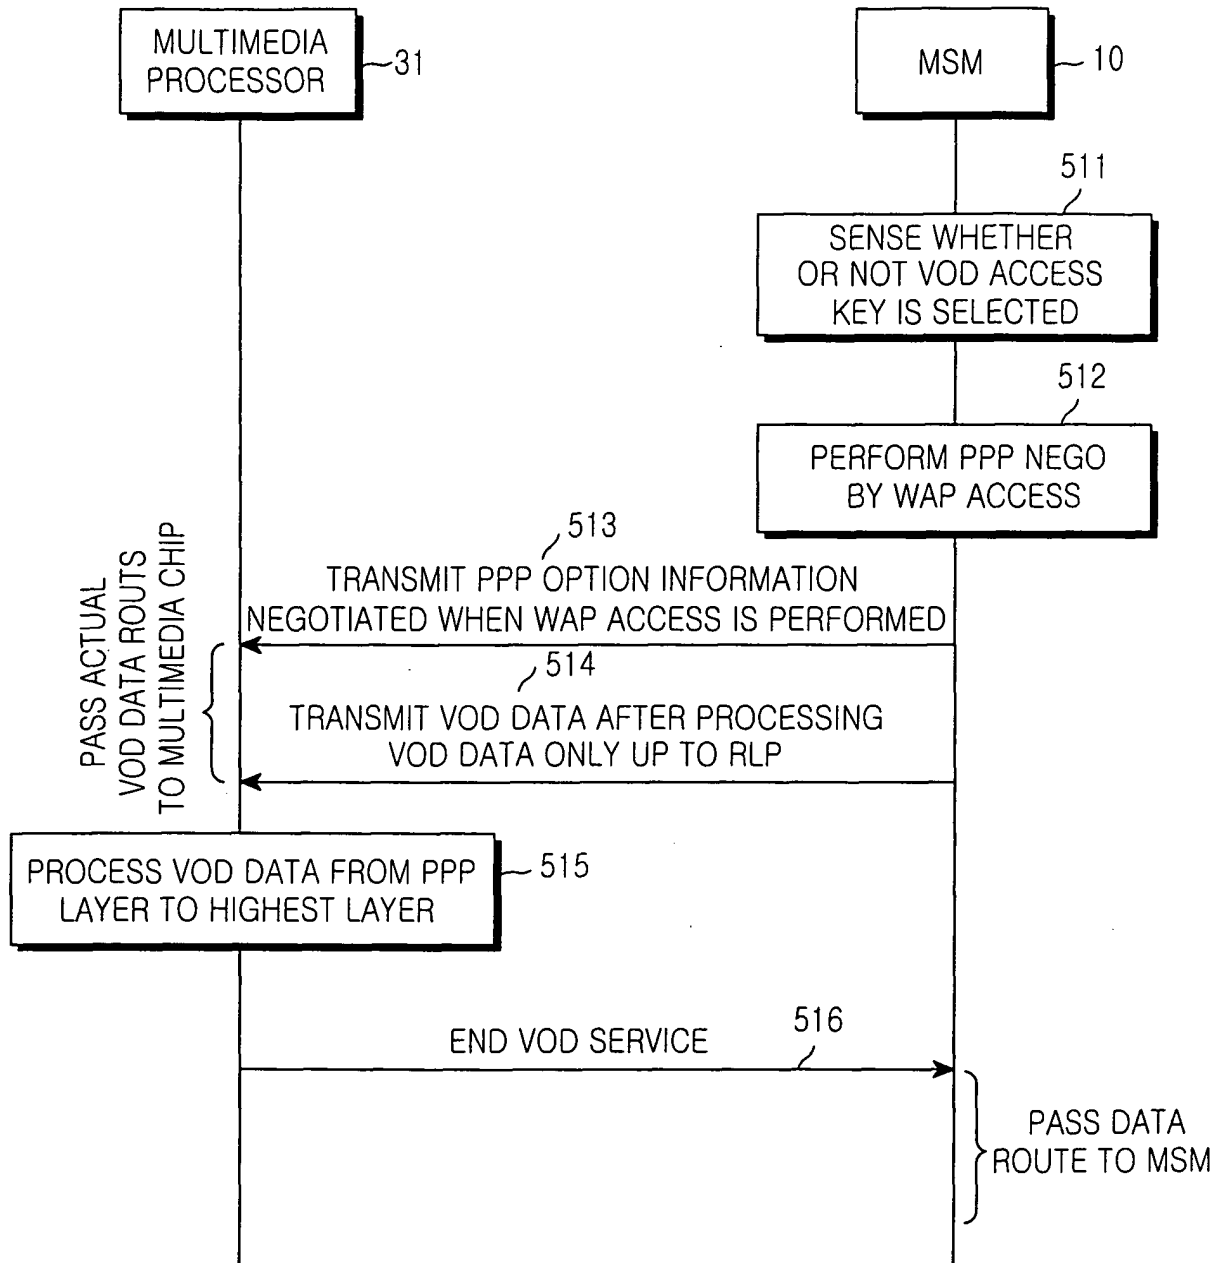 MULTIMEDIA
PROCESSOR
31
MSM
10
511
SENSE WHETHER
OR NOT VOD ACCESS
KEY IS SELECTED
512
PERFORM PPP NEGO
BY WAP ACCESS
513
TRANSMIT PPP OPTION INFORMATION
NEGOTIATED WHEN WAP ACCESS IS PERFORMED
PASS ACTUAL
VOD DATA ROUTS
TO MULTIMEDIA CHIP
514
TRANSMIT VOD DATA AFTER PROCESSING
VOD DATA ONLY UP TO RLP
PROCESS VOD DATA FROM PPP
LAYER TO HIGHEST LAYER
515
END VOD SERVICE
516
PASS DATA
ROUTE TO MSM